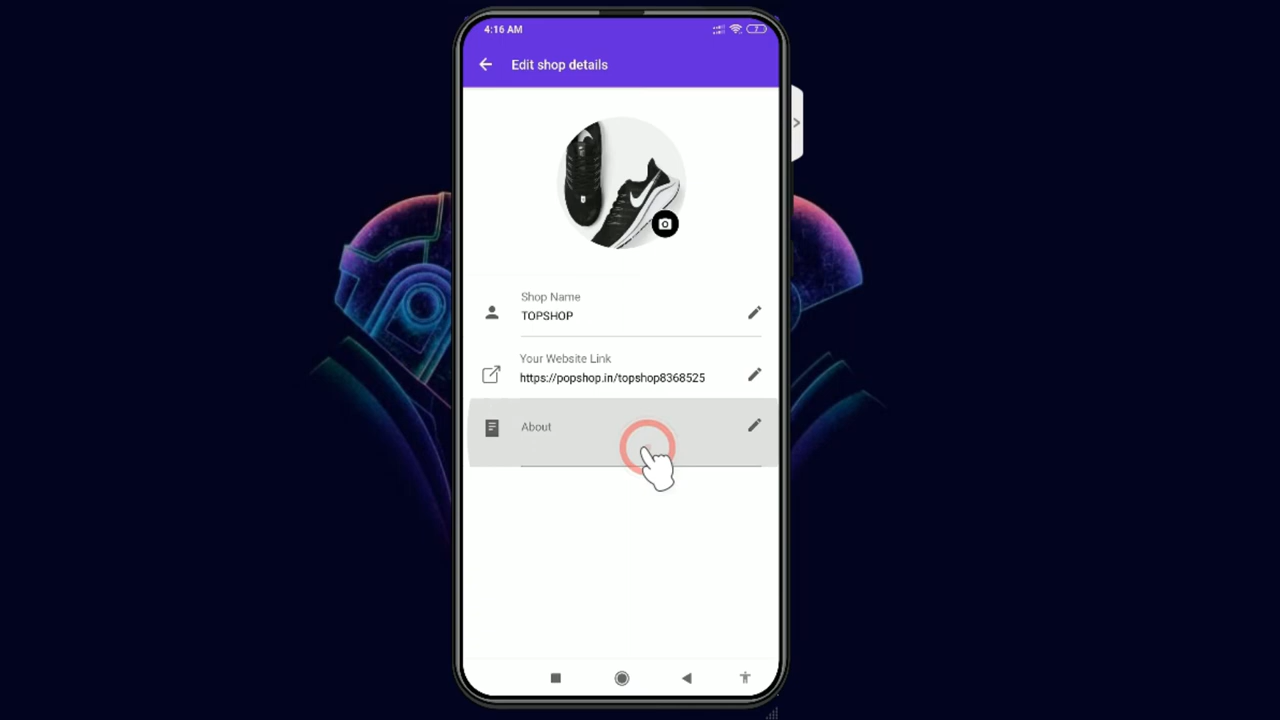 4:16 AM
Edit shop details
Shop Name
TOPSHOP
Your Website Link
https://popshop.in/topshop8368525
About